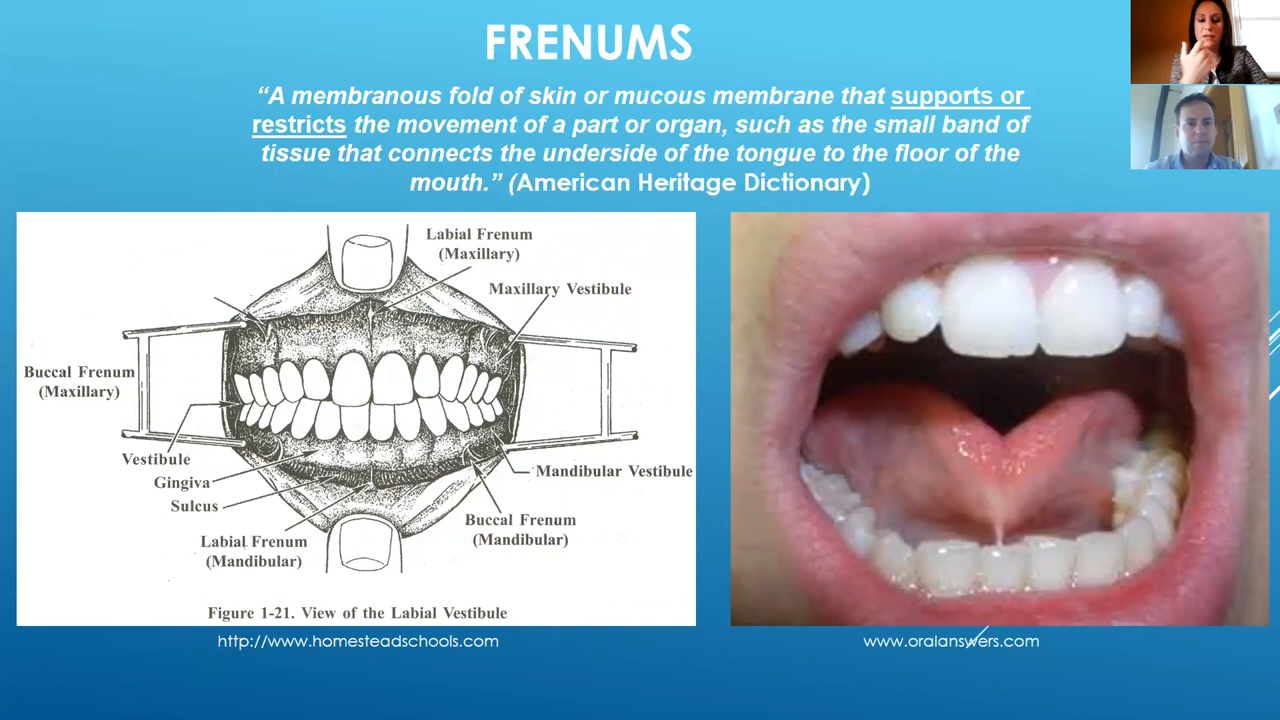 FRENUMS
“A membranous fold of skin or mucous membrane that supports or
restricts the movement of a part or organ, such as the small band of
tissue that connects the underside of the tongue to the floor of the
mouth.” (American Heritage Dictionary)
Labial Frenum
(Maxillary)
Maxillary Vestibule
Buccal Frenum
(Maxillary)
Vestibule
Gingiva
Sulcus
Labial Frenum
(Mandibular)
Mandibular Vestibule
Buccal Frenum
(Mandibular)
Figure 1-21. View of the Labial Vestibule
http://www.homesteadschools.com
www.oralanswers.com